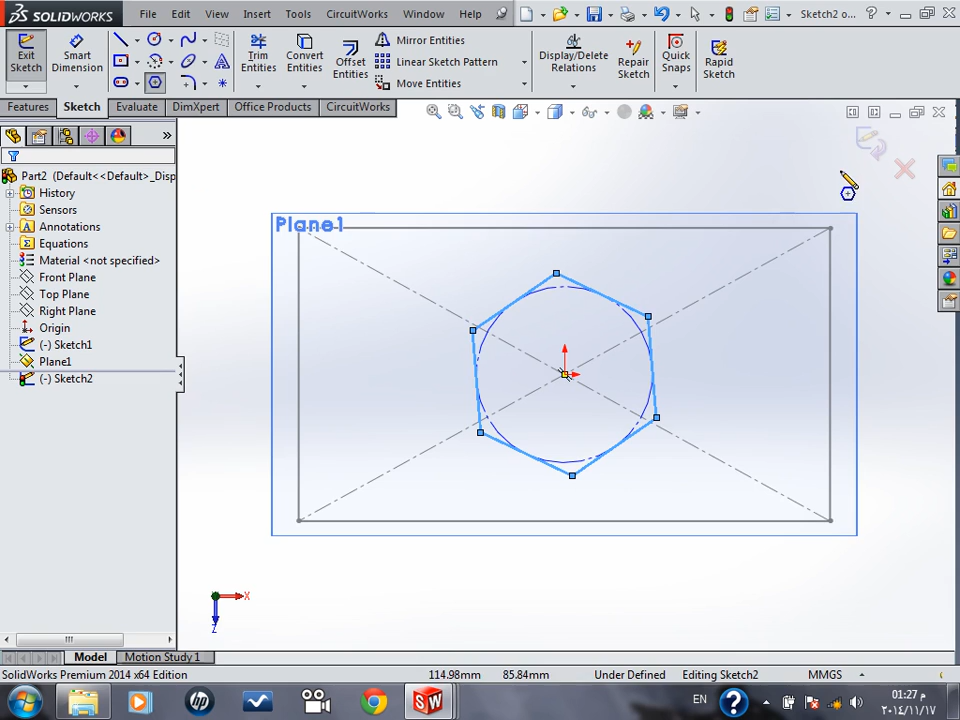 SOLIDWORKS File Edit View Insert Tools CircuitWorks Window Help Sketch2 o...
Exit Sketch Smart Dimension Trim Entities Convert Entities Offset Entities Mirror Entities Linear Sketch Pattern Move Entities Display/Delete Relations Repair Sketch Quick Snaps Rapid Sketch
Features Sketch Evaluate DimXpert Office Products CircuitWorks
Part2 (Default<<Default>_Disp
History
Sensors
Annotations
Equations
Material <not specified>
Front Plane
Top Plane
Right Plane
Origin
(-) Sketch1
Plane1
(-) Sketch2
Plane1
X
Z
Model Motion Study 1
SolidWorks Premium 2014 x64 Edition 114.98mm 85.84mm Under Defined Editing Sketch2 MMGS
EN 01:27 م
٢٠١٤/١١/١٧